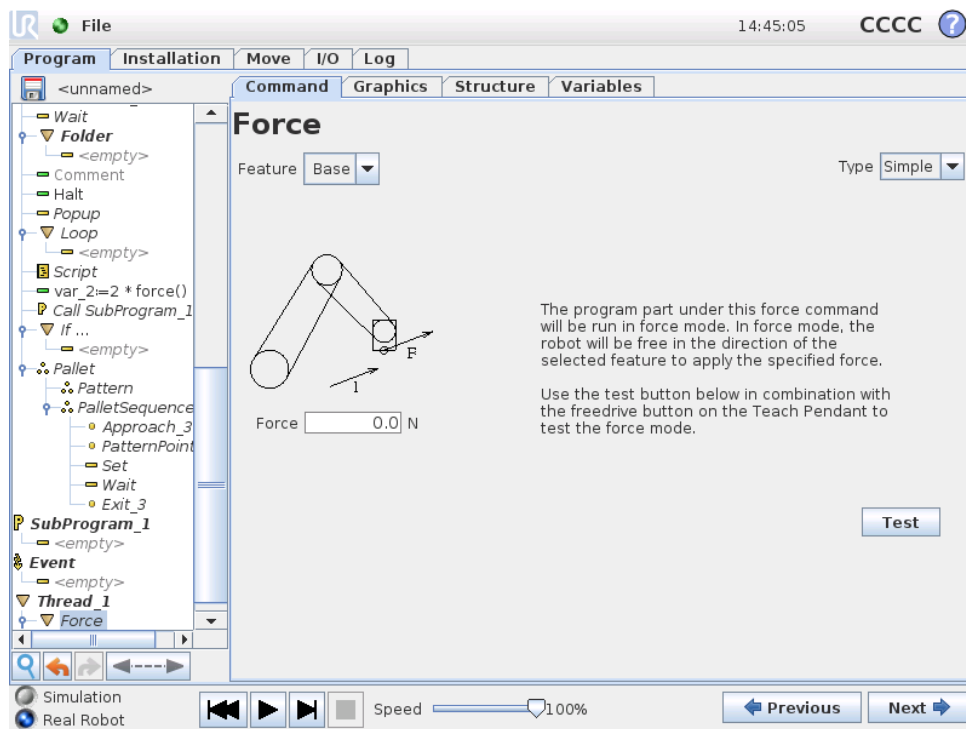 UR File 14:45:05 CCCC ?
Program Installation Move I/O Log
<unnamed>
Command Graphics Structure Variables
Wait
Folder
<empty>
Comment
Halt
Popup
Loop
<empty>
Script
var_2:=2 * force()
P Call SubProgram_1
If ...
<empty>
Pallet
Pattern
PalletSequence
Approach_3
PatternPoint
Set
Wait
Exit_3
P SubProgram_1
<empty>
Event
<empty>
Thread_1
Force
Force
Feature Base
Type Simple
F
1
Force 0.0 N
The program part under this force command
will be run in force mode. In force mode, the
robot will be free in the direction of the
selected feature to apply the specified force.
Use the test button below in combination with
the freedrive button on the Teach Pendant to
test the force mode.
Test
Simulation
Real Robot
Speed 100%
Previous Next